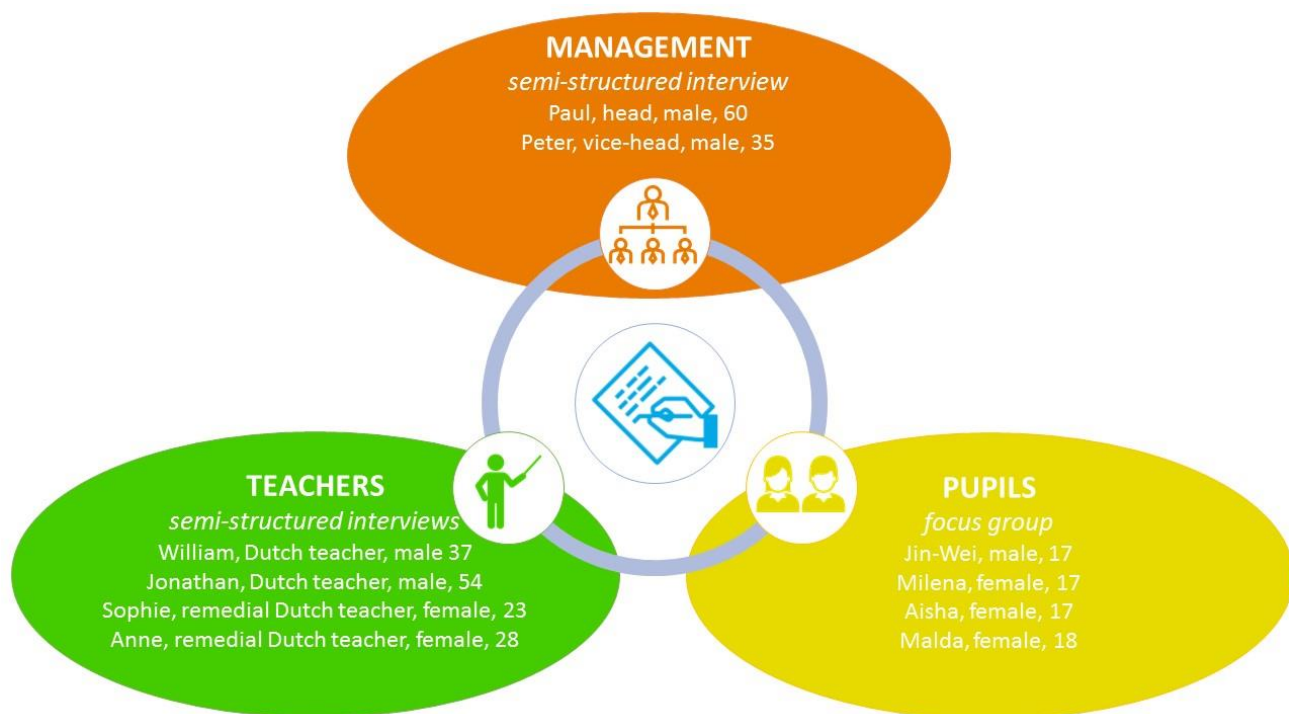 MANAGEMENT
semi-structured interview
Paul, head, male, 60
Peter, vice-head, male, 35
TEACHERS
semi-structured interviews
William, Dutch teacher, male 37
Jonathan, Dutch teacher, male, 54
Sophie, remedial Dutch teacher, female, 23
Anne, remedial Dutch teacher, female, 28
PUPILS
focus group
Jin-Wei, male, 17
Milena, female, 17
Aisha, female, 17
Malda, female, 18